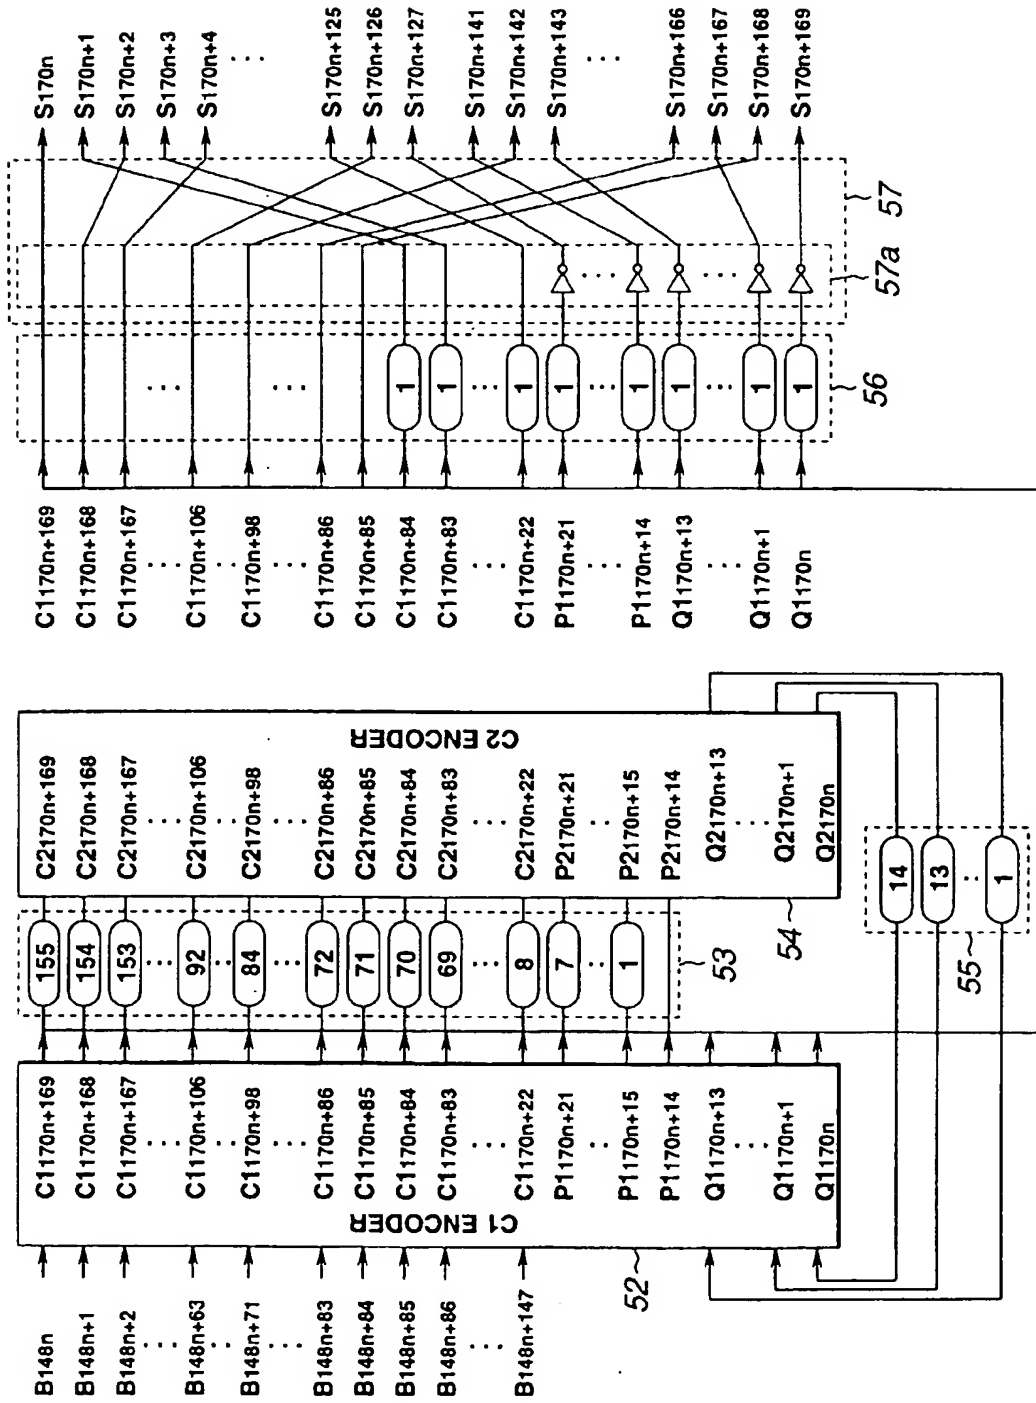 B148n
B148n+1
B148n+2
B148n+63
B148n+71
B148n+83
B148n+84
B148n+85
B148n+86
B148n+147
C1 ENCODER
C1170n+169
C1170n+168
C1170n+167
C1170n+106
C1170n+98
C1170n+86
C1170n+85
C1170n+84
C1170n+83
C1170n+22
P1170n+21
P1170n+15
P1170n+14
Q1170n+13
Q1170n+1
Q1170n
52
155
154
153
92
84
72
71
70
69
8
7
1
53
C2170n+169
C2170n+168
C2170n+167
C2170n+106
C2170n+98
C2170n+86
C2170n+85
C2170n+84
C2170n+83
C2170n+22
P2170n+21
P2170n+15
P2170n+14
Q2170n+13
Q2170n+1
Q2170n
C2 ENCODER
54
14
13
1
55
C1170n+169
C1170n+168
C1170n+167
C1170n+106
C1170n+98
C1170n+86
C1170n+85
C1170n+84
C1170n+83
C1170n+22
P1170n+21
P1170n+14
Q1170n+13
Q1170n+1
Q1170n
1
1
1
1
1
1
1
1
56
57a
57
S170n
S170n+1
S170n+2
S170n+3
S170n+4
S170n+125
S170n+126
S170n+127
S170n+141
S170n+142
S170n+143
S170n+166
S170n+167
S170n+168
S170n+169